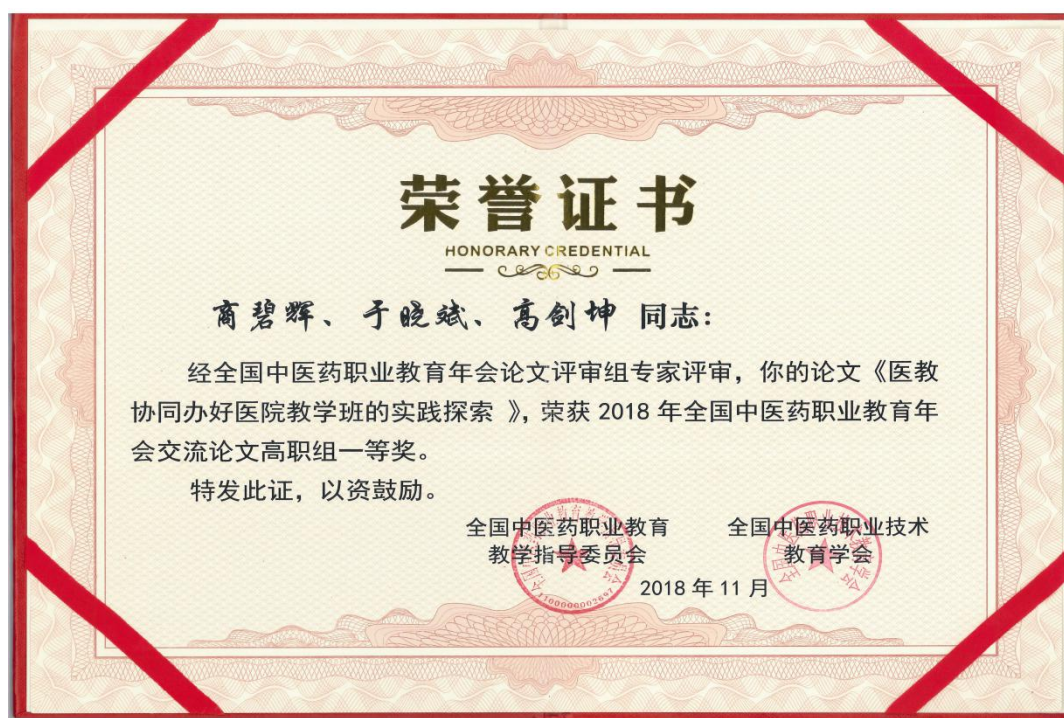 荣誉证书
HONORARY CREDENTIAL
商碧辉、于晓斌、高剑坤 同志：
经全国中医药职业教育年会论文评审组专家评审，你的论文《医教
协同办好医院教学班的实践探索 》，荣获 2018 年全国中医药职业教育年
会交流论文高职组一等奖。
特发此证，以资鼓励。
全国中医药职业教育 全国中医药职业技术
教学指导委员会 教育学会
2018 年 11 月